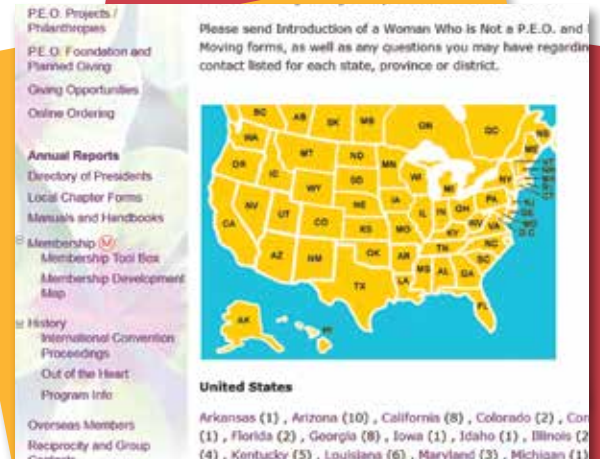 P.E.O. Projects /
Philanthropies
P.E.O. Foundation and
Planned Giving
Giving Opportunities
Online Ordering
Annual Reports
Directory of Presidents
Local Chapter Forms
Manuals and Handbooks
Membership (M)
Membership Tool Box
Membership Development
Map
History
International Convention
Proceedings
Out of the Heart
Program Info
Overseas Members
Reciprocity and Group
Please send Introduction of a Woman Who is Not a P.E.O. and
Moving forms, as well as any questions you may have regardin
contact listed for each state, province or district.
BC AB SK MB ON QC NB
WA MT ND MN WI MI NY ME
OR ID WY SD IA IL IN OH PA
NV UT CO NE KS MO KY WV VA
CA AZ NM OK AR TN NC
TX LA MS AL GA SC
AK FL
United States
Arkansas (1) , Arizona (10) , California (8) , Colorado (2) , Con
(1) , Florida (2) , Georgia (8) , Iowa (1) , Idaho (1) , Illinois (2
(4) , Kentucky (5) , Louisiana (6) , Maryland (3) , Michigan (1)